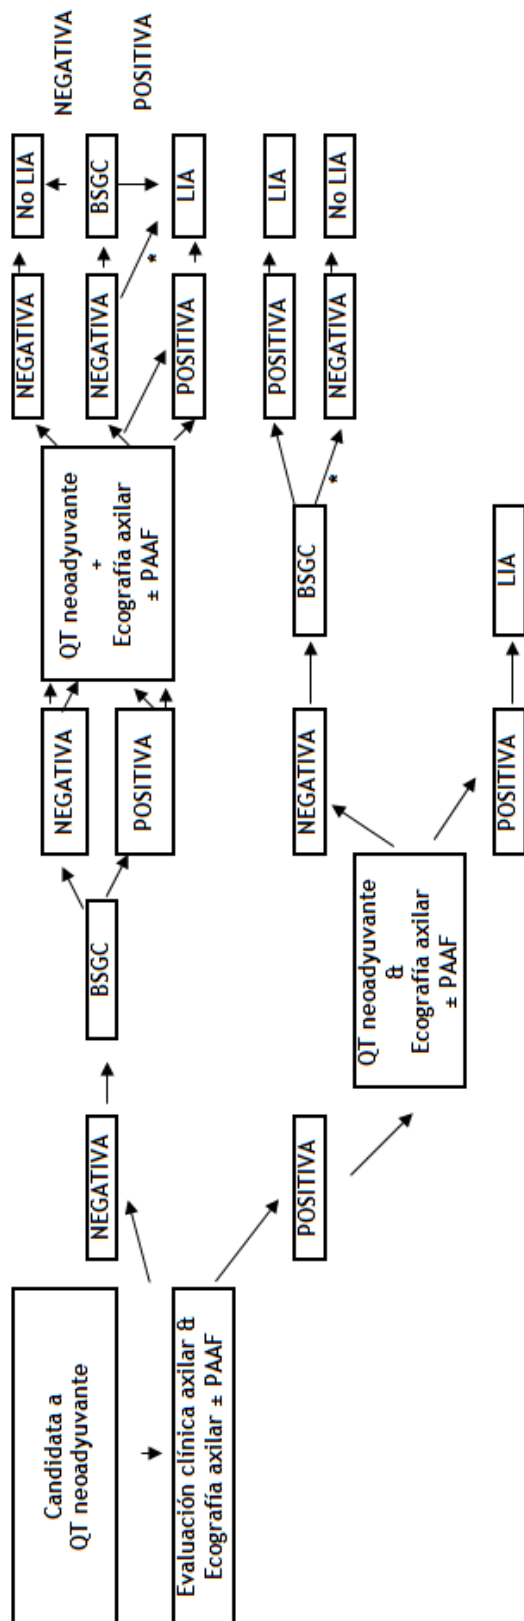 Candidata a
QT neoadyuvante
Evaluación clínica axilar &
Ecografía axilar ± PAAF
NEGATIVA
POSITIVA
BSGC
QT neoadyuvante
&
Ecografía axilar
± PAAF
NEGATIVA
POSITIVA
NEGATIVA
POSITIVA
QT neoadyuvante
+
Ecografía axilar
± PAAF
BSGC
LIA
*
NEGATIVA
NEGATIVA
POSITIVA
POSITIVA
NEGATIVA
*
No LIA
BSGC
LIA
LIA
No LIA
NEGATIVA
POSITIVA